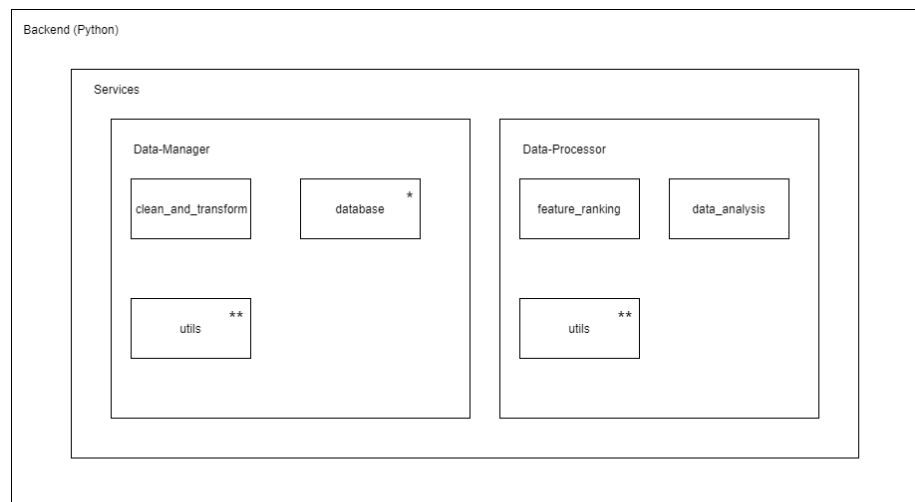 Backend (Python)
Services
Data-Manager
clean_and_transform
database
*
utils
**
Data-Processor
feature_ranking
data_analysis
utils
**